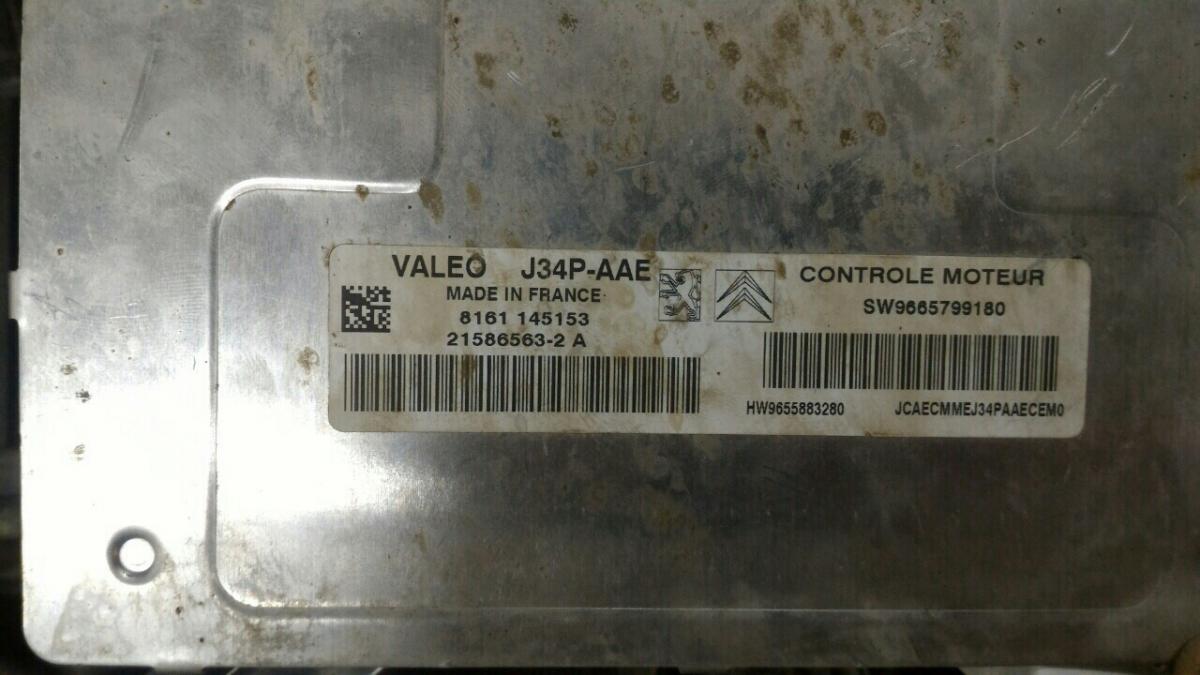 VALEO J34P-AAE
MADE IN FRANCE
8161 145153
21586563-2 A
CONTROLE MOTEUR
SW9665799180
HW9655883280 JCAECMMEJ34PAAECEM0